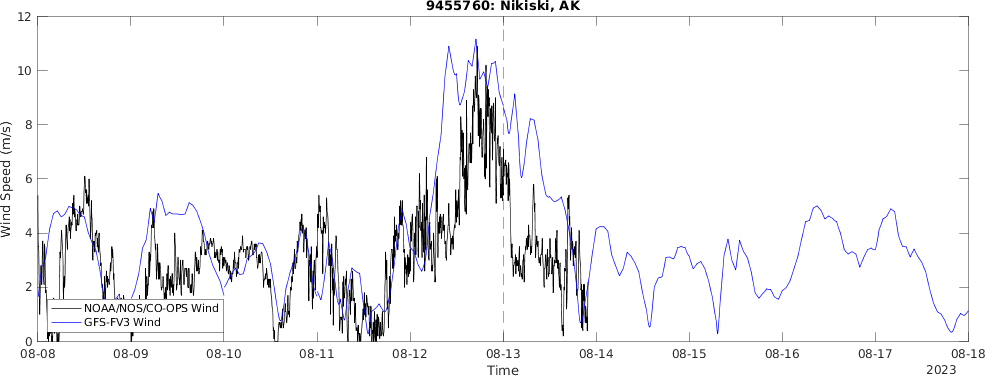 9455760: Nikiski, AK
12
10
8
6
4
2
0
Wind Speed (m/s)
NOAA/NOS/CO-OPS Wind
GFS-FV3 Wind
08-08 08-09 08-10 08-11 08-12 08-13 08-14 08-15 08-16 08-17 08-18
Time
2023